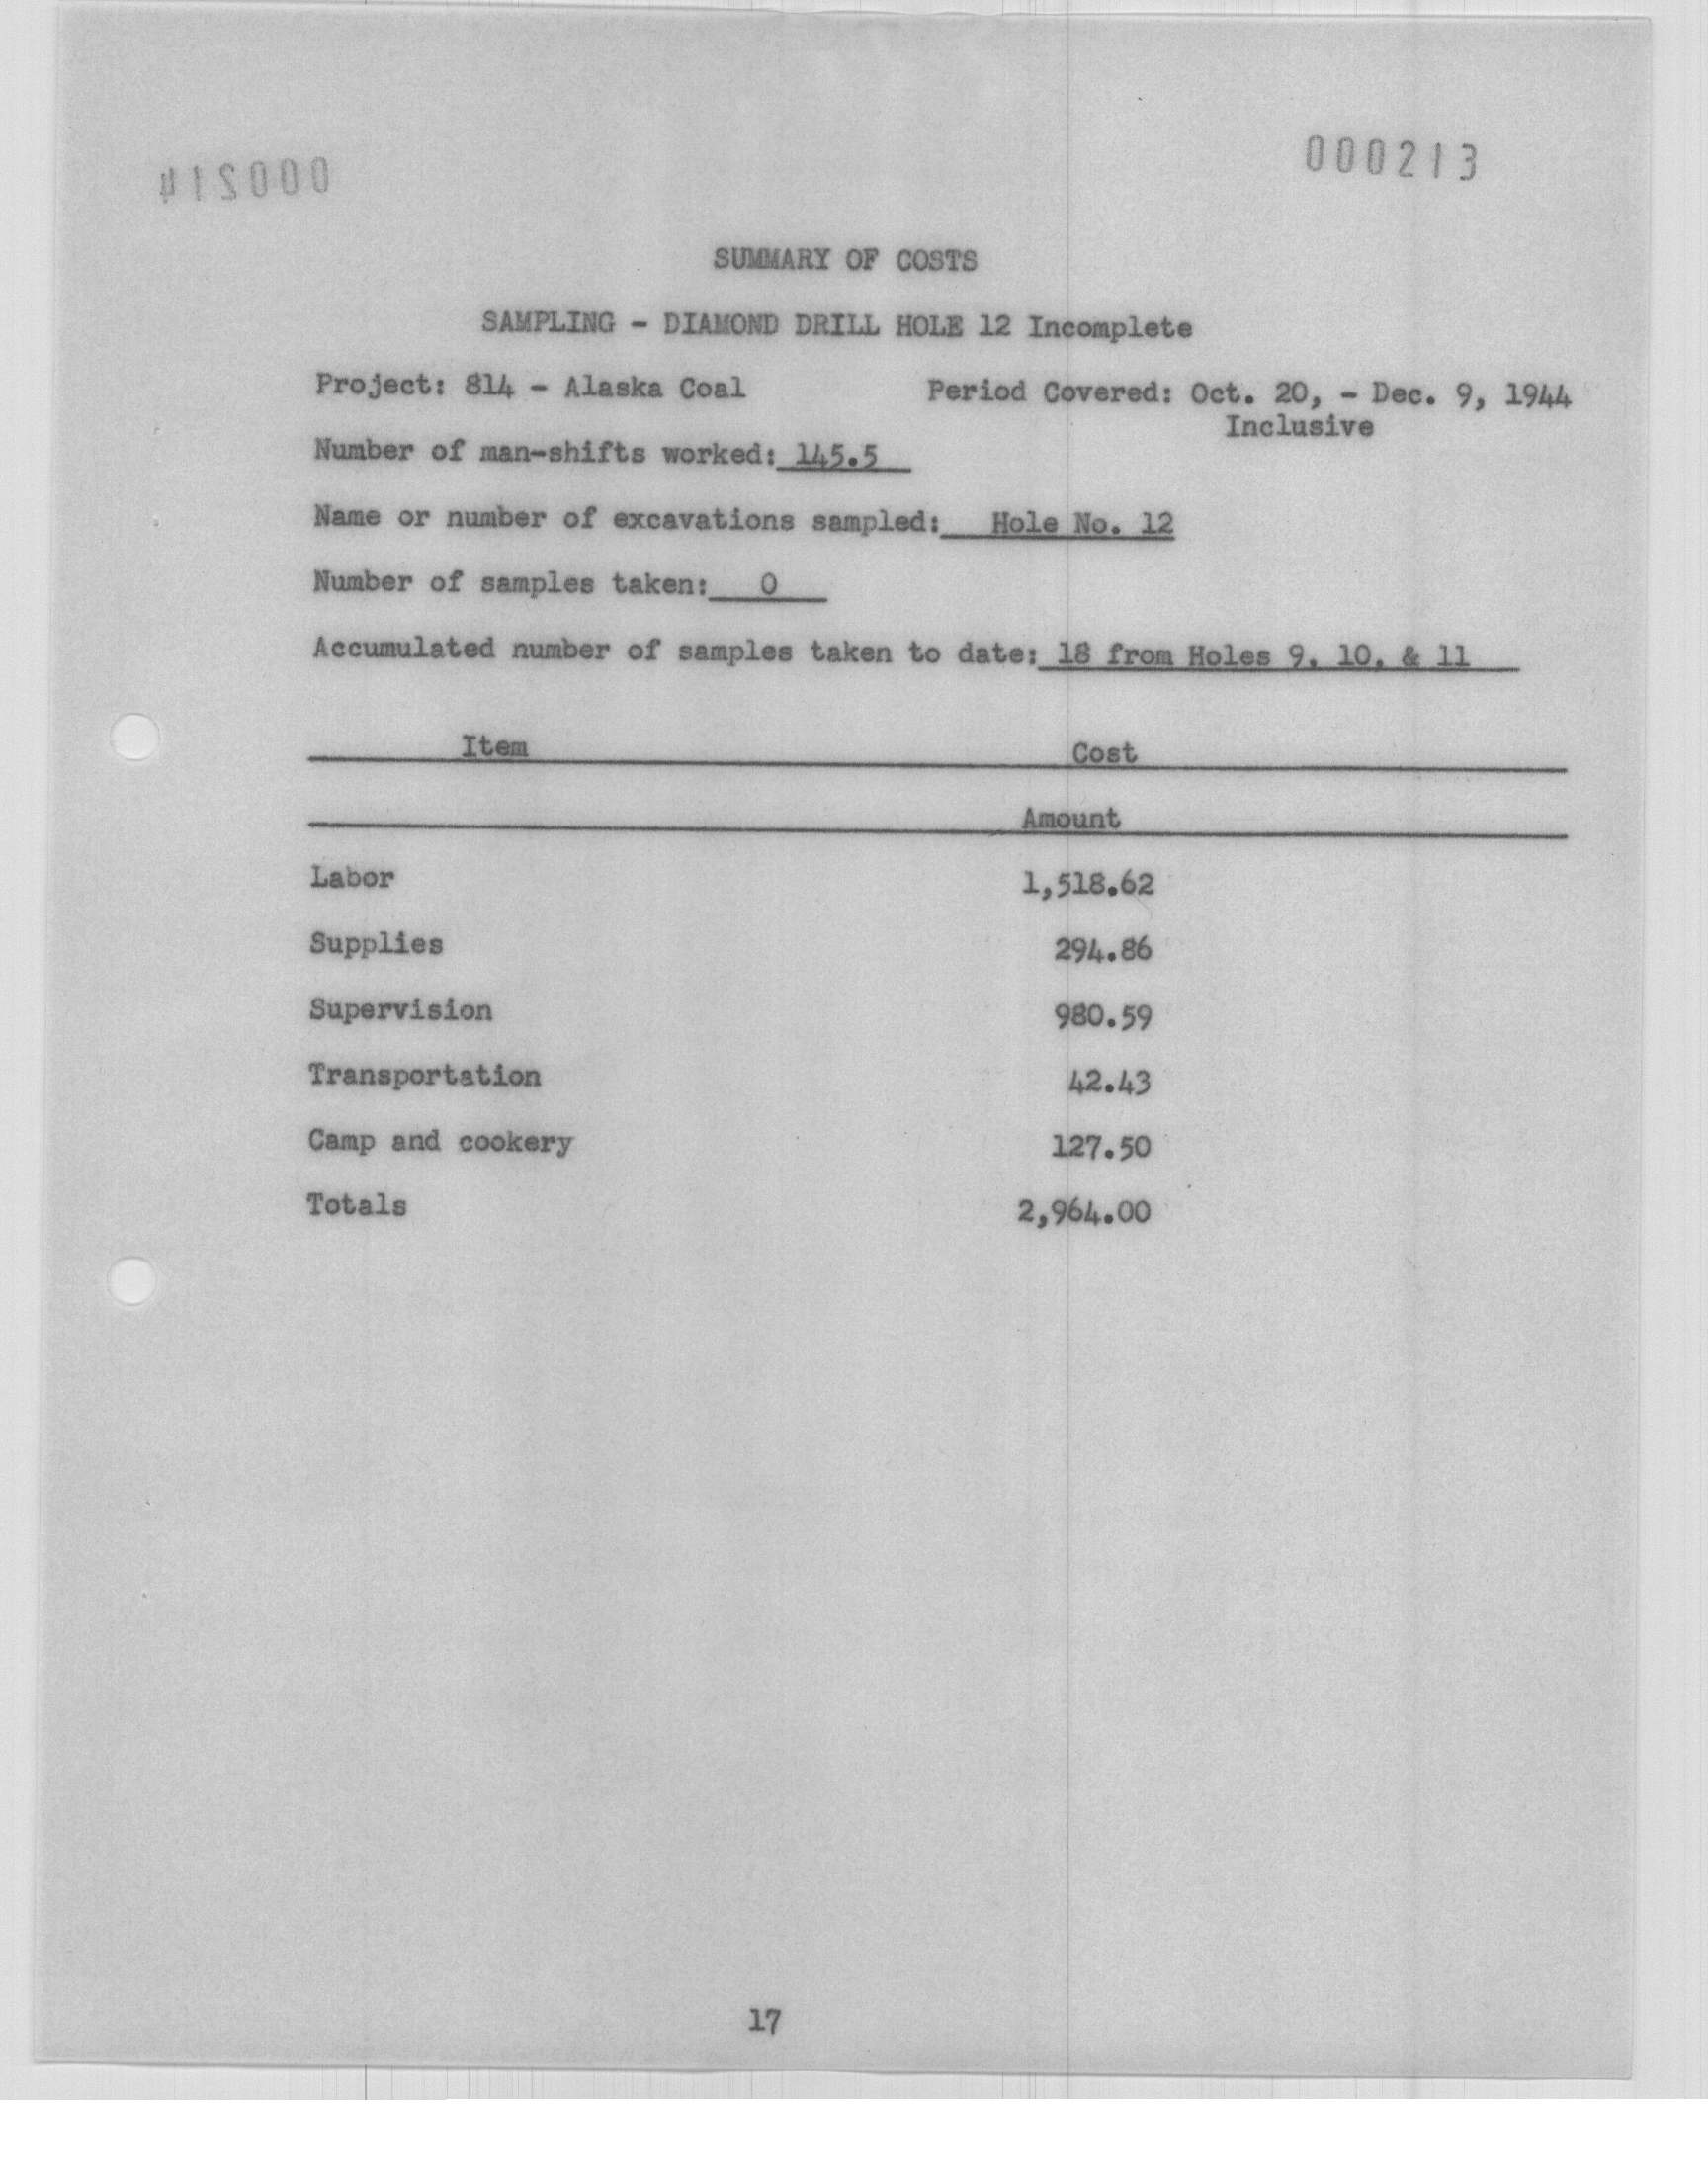 000213
000214
SUMMARY OF COSTS
SAMPLING - DIAMOND DRILL HOLE 12 Incomplete
Project: 814 - Alaska Coal Period Covered: Oct. 20, - Dec. 9, 1944
Inclusive
Number of man-shifts worked: 145.5
Name or number of excavations sampled: Hole No. 12
Number of samples taken: 0
Accumulated number of samples taken to date: 18 from Holes 9, 10, & 11
Item Cost
Amount
Labor 1,518.62
Supplies 294.86
Supervision 980.59
Transportation 42.43
Camp and cookery 127.50
Totals 2,964.00
17